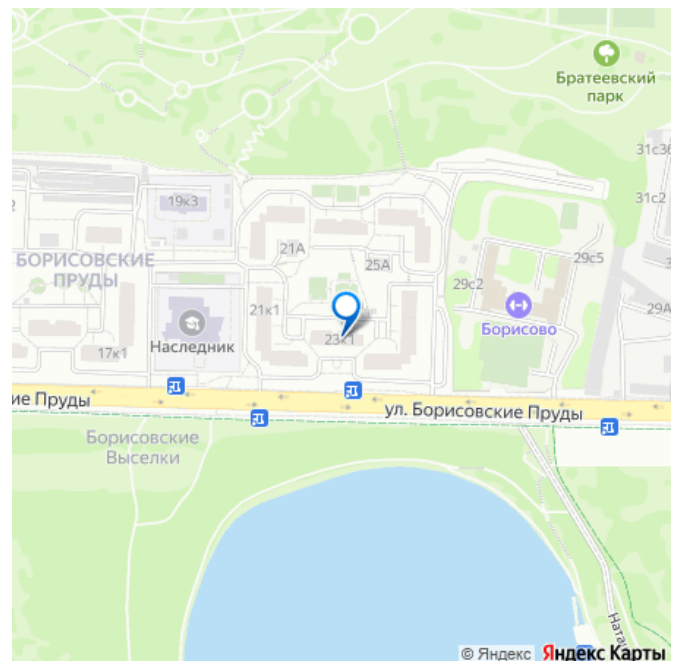 Братеевский
парк
31с36
31с2
19к3
21А
25А
БОРИСОВСКИЕ
ПРУДЫ
29с2
29с5
21к1
29А
Наследник
23к1
Борисово
17к1
ие Пруды
ул. Борисовские Пруды
Борисовские
Выселки
© Яндекс Яндекс Карты